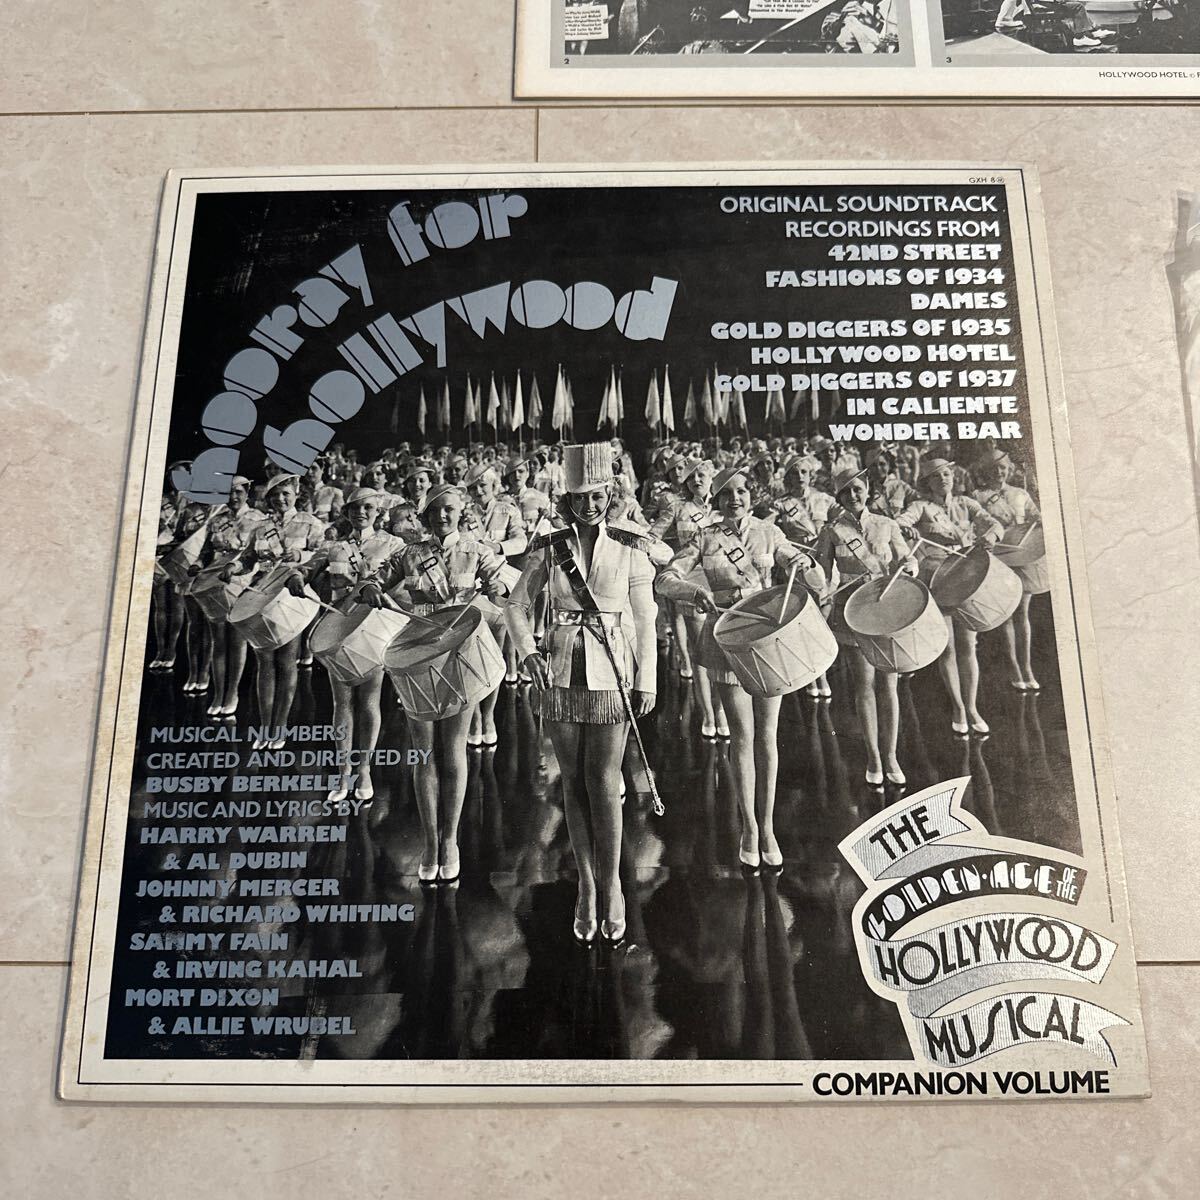 2
3
HOLLYWOOD HOTEL ©
GXH 8
hooray for
hollywood
ORIGINAL SOUNDTRACK
RECORDINGS FROM
42ND STREET
FASHIONS OF 1934
DAMES
GOLD DIGGERS OF 1935
HOLLYWOOD HOTEL
GOLD DIGGERS OF 1937
IN CALIENTE
WONDER BAR
MUSICAL NUMBERS
CREATED AND DIRECTED BY
BUSBY BERKELEY
MUSIC AND LYRICS BY
HARRY WARREN
& AL DUBIN
JOHNNY MERCER
& RICHARD WHITING
SAMMY FAIN
& IRVING KAHAL
MORT DIXON
& ALLIE WRUBEL
THE
GOLDEN·AGE OF THE
HOLLYWOOD
MUSICAL
COMPANION VOLUME